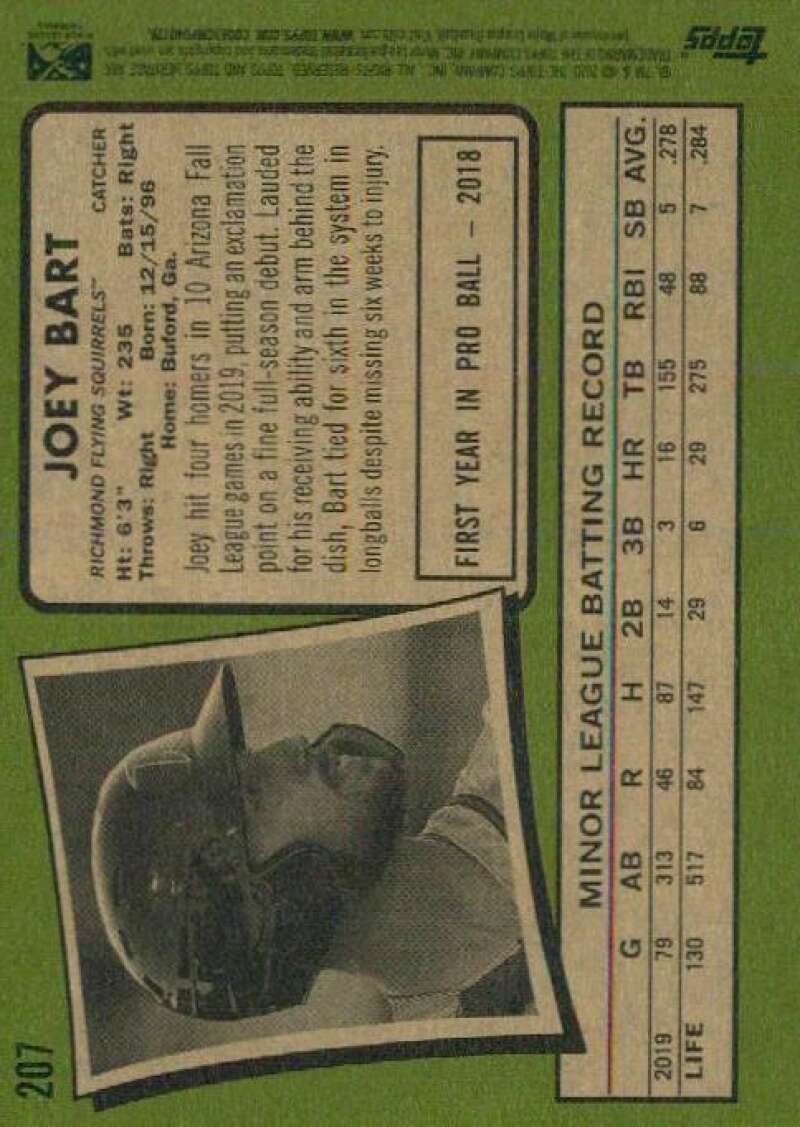 207
JOEY BART
RICHMOND FLYING SQUIRRELS™ CATCHER
Ht: 6'3" Wt: 235 Bats: Right
Throws: Right Born: 12/15/96
Home: Buford, Ga.
Joey hit four homers in 10 Arizona Fall
League games in 2019, putting an exclamation
point on a fine full-season debut. Lauded
for his receiving ability and arm behind the
dish, Bart tied for sixth in the system in
longballs despite missing six weeks to injury.
FIRST YEAR IN PRO BALL – 2018
MINOR LEAGUE BATTING RECORD
G AB R H 2B 3B HR TB RBI SB AVG.
2019 79 313 46 87 14 3 16 155 48 5 .278
LIFE 130 517 84 147 29 6 29 275 88 7 .284
topps